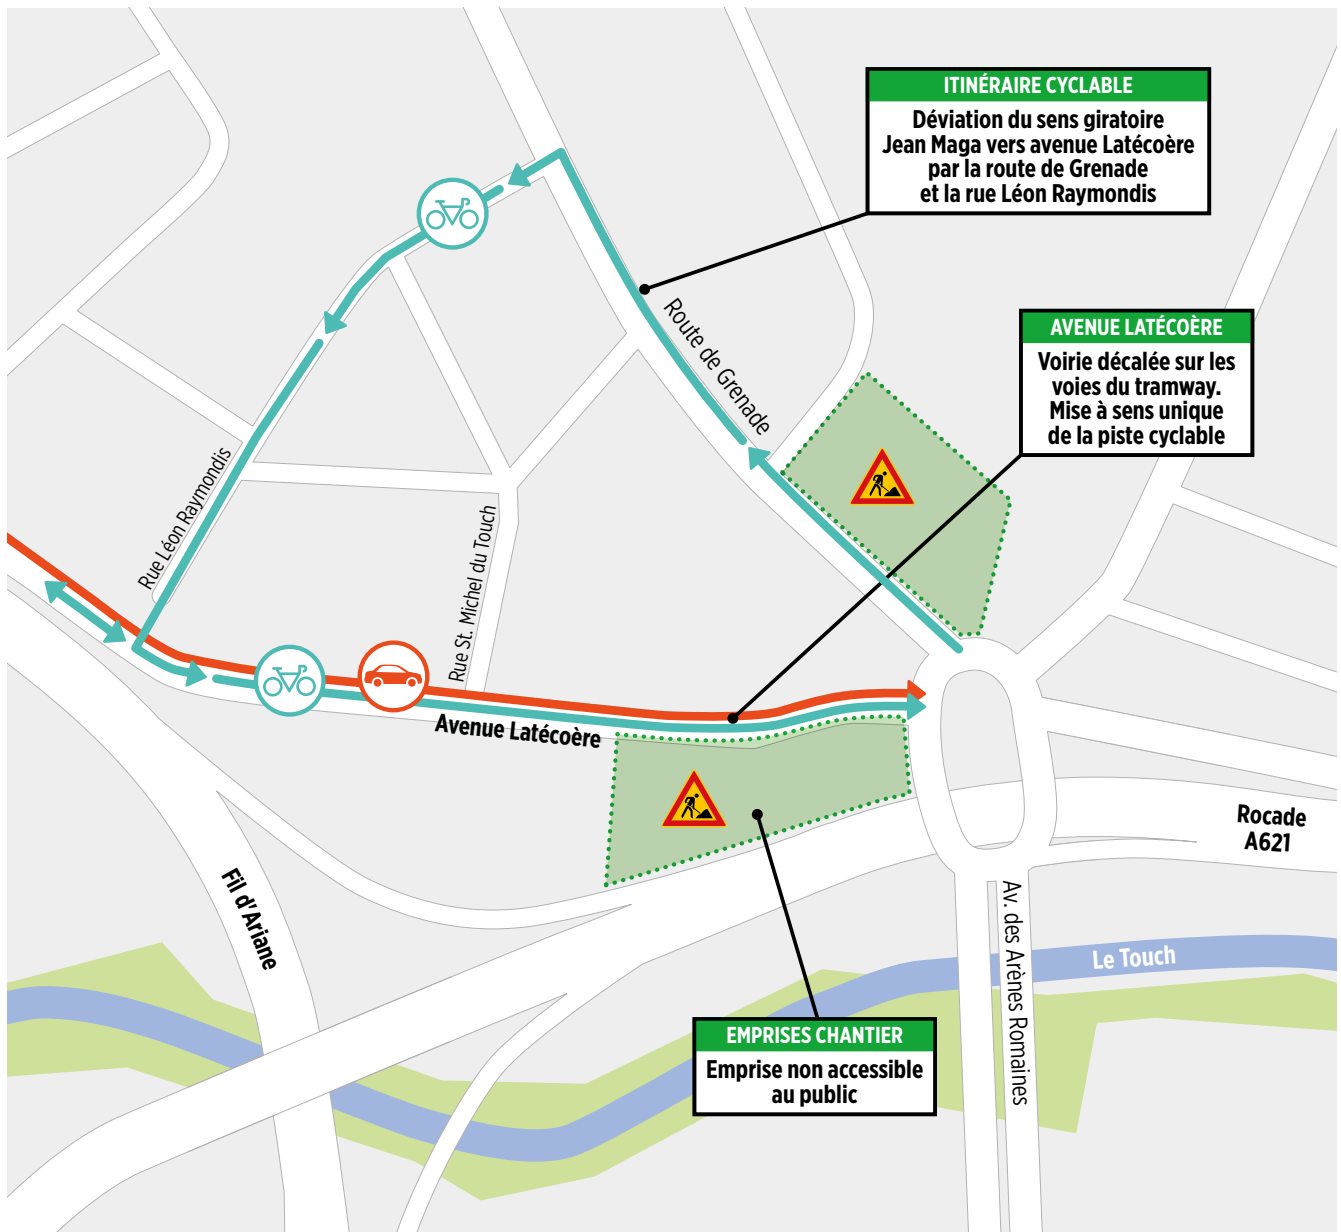 ITINÉRAIRE CYCLABLE
Déviation du sens giratoire
Jean Maga vers avenue Latécoère
par la route de Grenade
et la rue Léon Raymondis
AVENUE LATÉCOÈRE
Voirie décalée sur les
voies du tramway.
Mise à sens unique
de la piste cyclable
Route de Grenade
Rue Léon Raymondis
Rue St. Michel du Touch
Avenue Latécoère
Rocade
A621
Fil d'Ariane
Av. des Arènes Romaines
Le Touch
EMPRISES CHANTIER
Emprise non accessible
au public